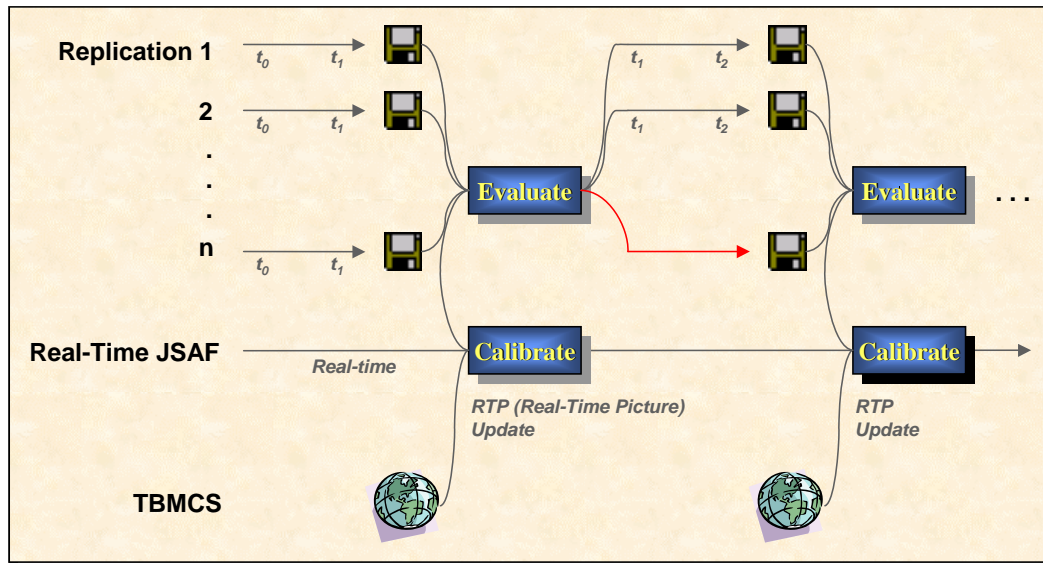 Replication 1
t0 t1
t1 t2
2
t0 t1
t1 t2
.
.
.
Evaluate
Evaluate
. . .
n
t0 t1
Real-Time JSAF
Real-time
Calibrate
Calibrate
RTP (Real-Time Picture)
Update
RTP
Update
TBMCS